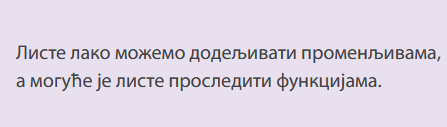 Листе лако можемо додељивати променљивама,
а могуће је листе проследити функцијама.